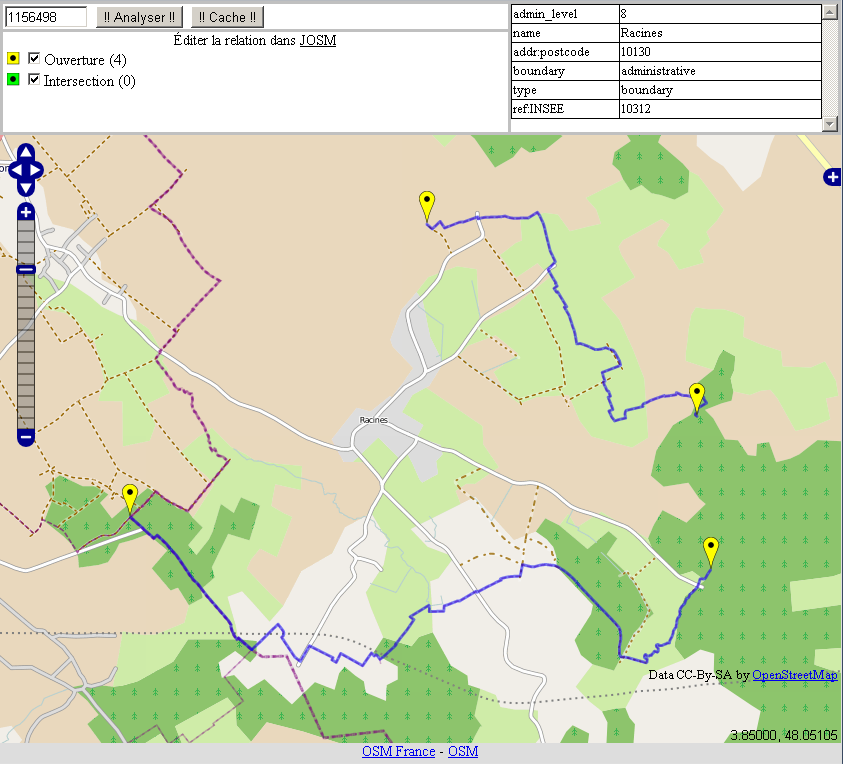 1156498 !! Analyser !! !! Cache !!
Éditer la relation dans JOSM
Ouverture (4)
Intersection (0)
admin_level 8
name Racines
addr:postcode 10130
boundary administrative
type boundary
ref:INSEE 10312
Racines
Data CC-By-SA by OpenStreetMap
3.85000, 48.05105
OSM France - OSM